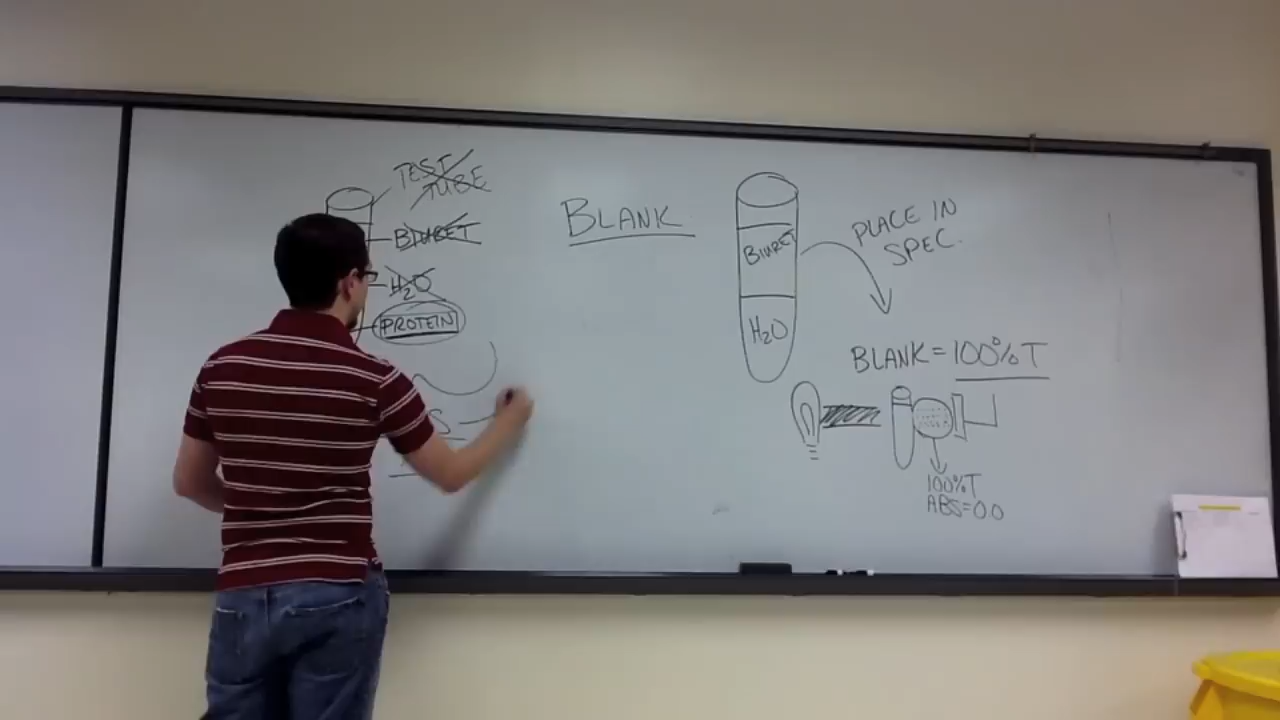 TEST
TUBE
BIURET
H₂O
PROTEIN
BLANK
BIURET
H₂O
PLACE IN
SPEC.
BLANK = 100%T
100%T
ABS=0.0